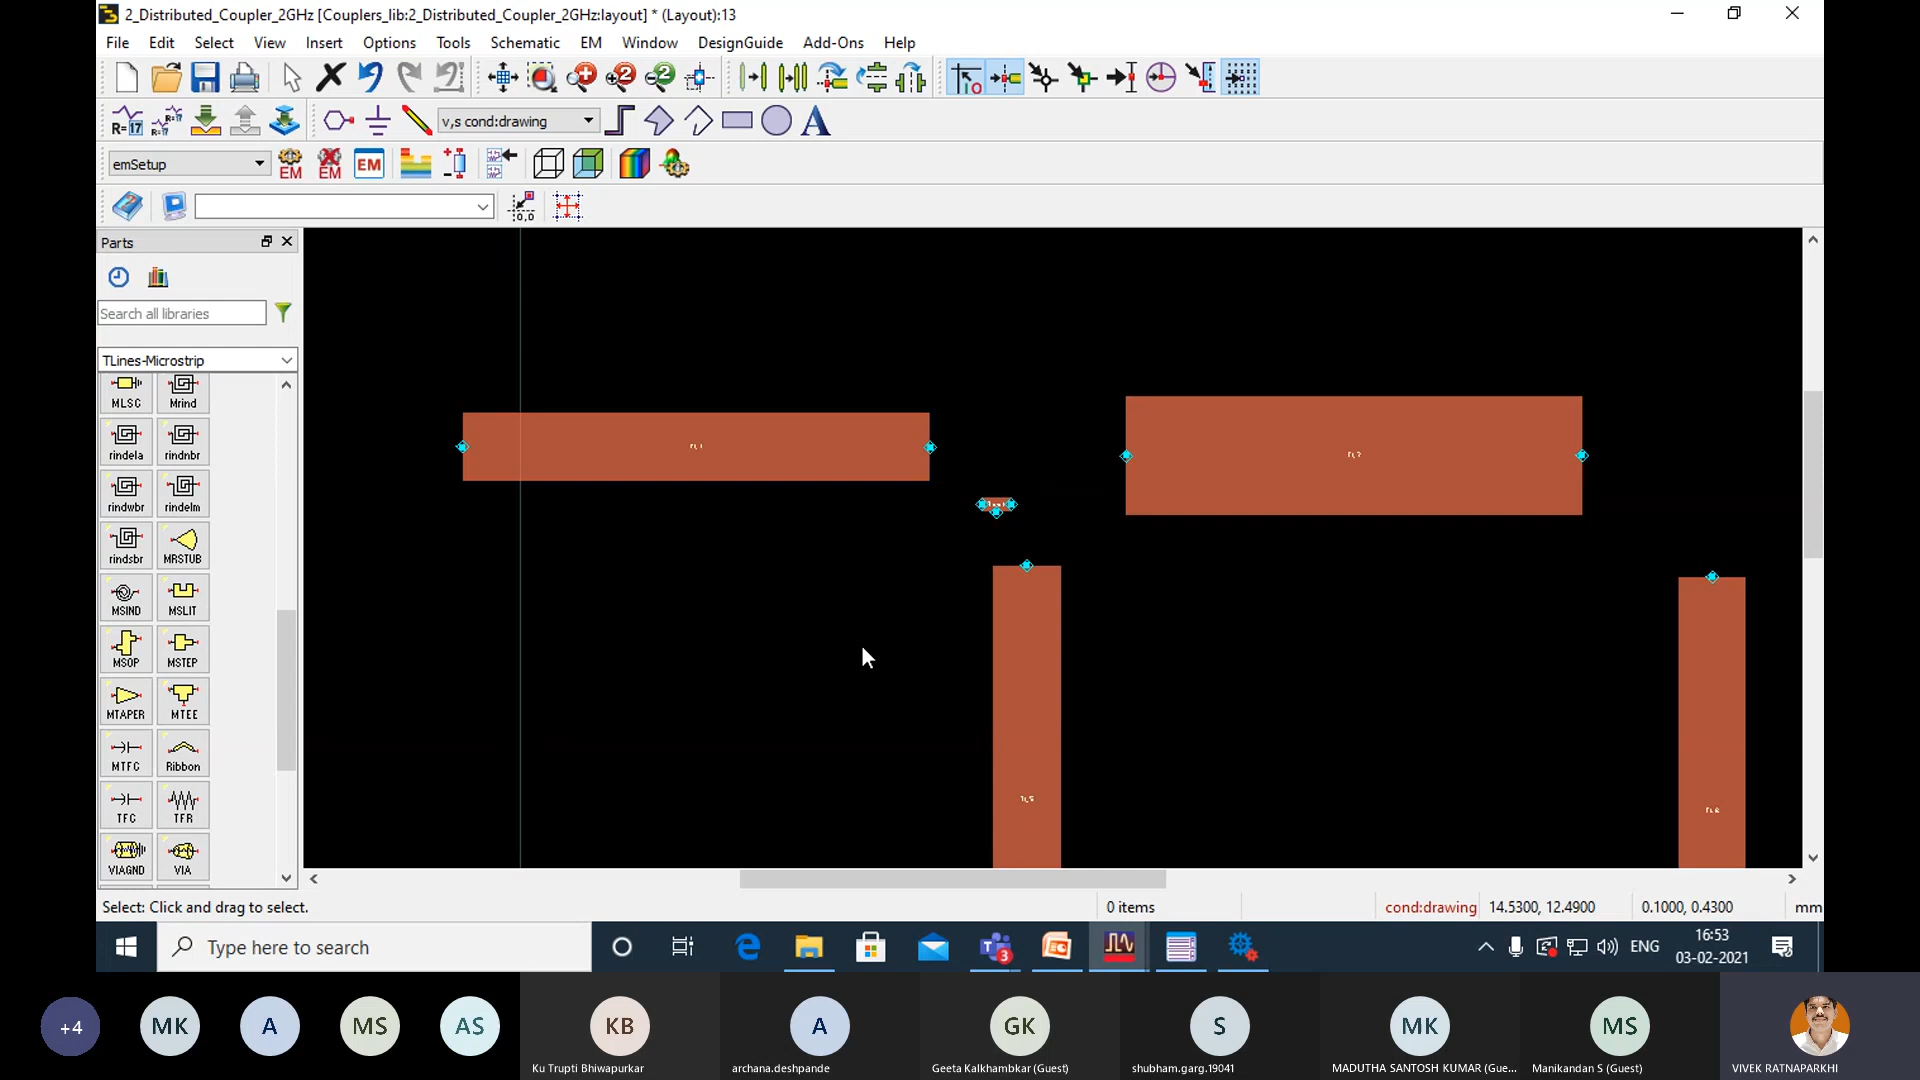 2_Distributed_Coupler_2GHz [Couplers_lib:2_Distributed_Coupler_2GHz:layout] * (Layout):13
File Edit Select View Insert Options Tools Schematic EM Window DesignGuide Add-Ons Help
v,s cond:drawing
emSetup
EM EM EM
0,0
Parts
Search all libraries
TLines-Microstrip
MLSC Mrind
rindela rindnbr
rindwbr rindelm
rindsbr MRSTUB
MSIND MSLIT
MSOP MSTEP
MTAPER MTEE
MTFC Ribbon
TFC TFR
VIAGND VIA
Select: Click and drag to select.
0 items
cond:drawing
14.5300, 12.4900
0.1000, 0.4300
mm
Type here to search
3
ENG
16:53
03-02-2021
+4 MK A MS AS KB A GK S MK MS
Ku Trupti Bhiwapurkar
archana.deshpande
Geeta Kalkhambkar (Guest)
shubham.garg.19041
MADUTHA SANTOSH KUMAR (Gue...
Manikandan S (Guest)
VIVEK RATNAPARKHI